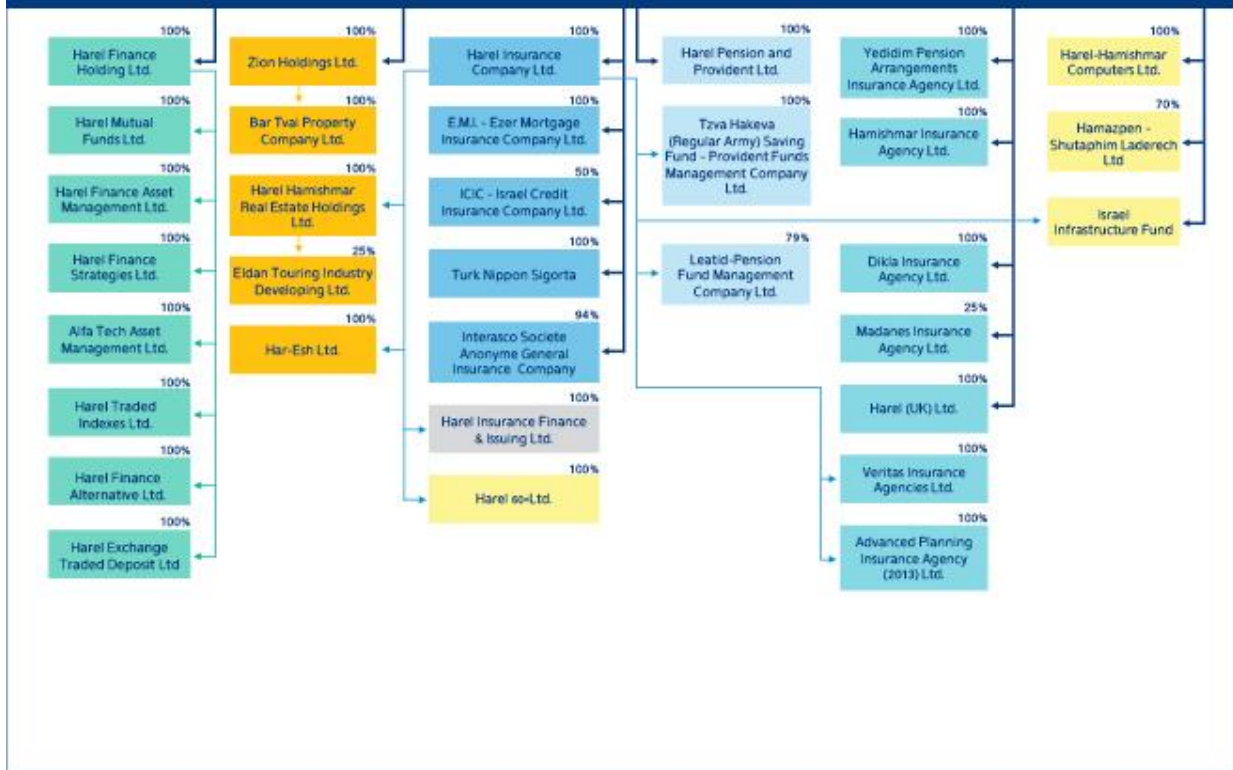 100%
Harel Finance
Holding Ltd.
100%
Harel Mutual
Funds Ltd.
100%
Harel Finance Asset
Management Ltd.
100%
Harel Finance
Strategies Ltd.
100%
Alfa Tech Asset
Management Ltd.
100%
Harel Traded
Indexes Ltd.
100%
Harel Finance
Alternative Ltd.
100%
Harel Exchange
Traded Deposit Ltd
100%
Zion Holdings Ltd.
100%
Bar Tval Property
Company Ltd.
100%
Harel Hamishmar
Real Estate Holdings
Ltd.
25%
Eldan Touring Industry
Developing Ltd.
100%
Har-Esh Ltd.
100%
Harel Insurance
Company Ltd.
100%
E.M.I. - Ezer Mortgage
Insurance Company Ltd.
50%
ICIC - Israel Credit
Insurance Company Ltd.
100%
Turk Nippon Sigorta
94%
Interasco Societe
Anonyme General
Insurance Company
100%
Harel Insurance Finance
& Issuing Ltd.
100%
Harel 60+Ltd.
100%
Harel Pension and
Provident Ltd.
100%
Tzva Hakeva
(Regular Army) Saving
Fund - Provident Funds
Management Company
Ltd.
79%
Leatid-Pension
Fund Management
Company Ltd.
100%
Yedidim Pension
Arrangements
Insurance Agency Ltd.
100%
Hamishmar Insurance
Agency Ltd.
100%
Dikla Insurance
Agency Ltd.
25%
Madanes Insurance
Agency Ltd.
100%
Harel (UK) Ltd.
100%
Veritas Insurance
Agencies Ltd.
100%
Advanced Planning
Insurance Agency
(2013) Ltd.
100%
Harel-Hamishmar
Computers Ltd.
70%
Hamazpen -
Shutaphim Laderech
Ltd
Israel
Infrastructure Fund